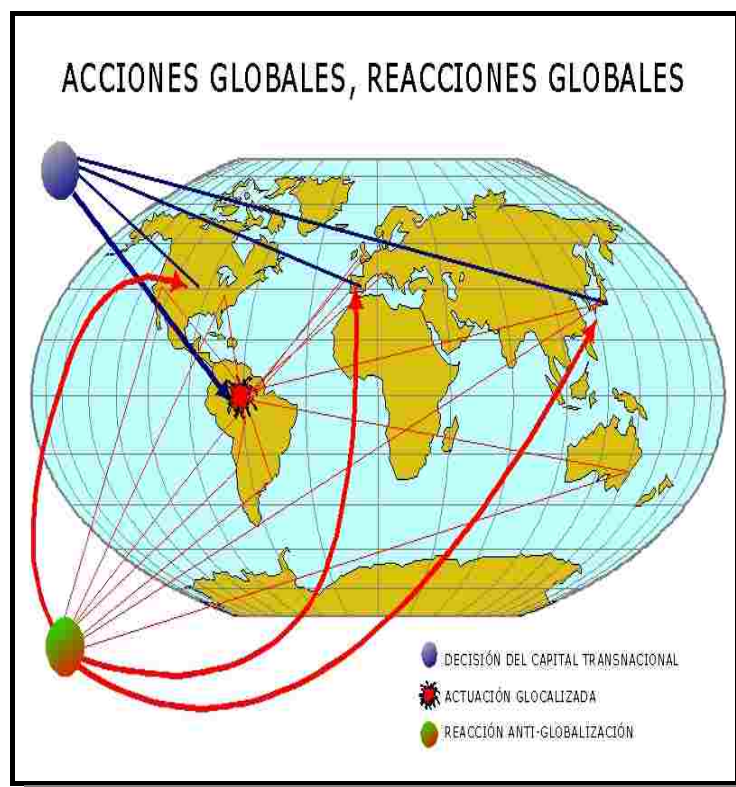 ACCIONES GLOBALES, REACCIONES GLOBALES
DECISIÓN DEL CAPITAL TRANSNACIONAL
ACTUACIÓN GLOCALIZADA
REACCIÓN ANTI-GLOBALIZACIÓN